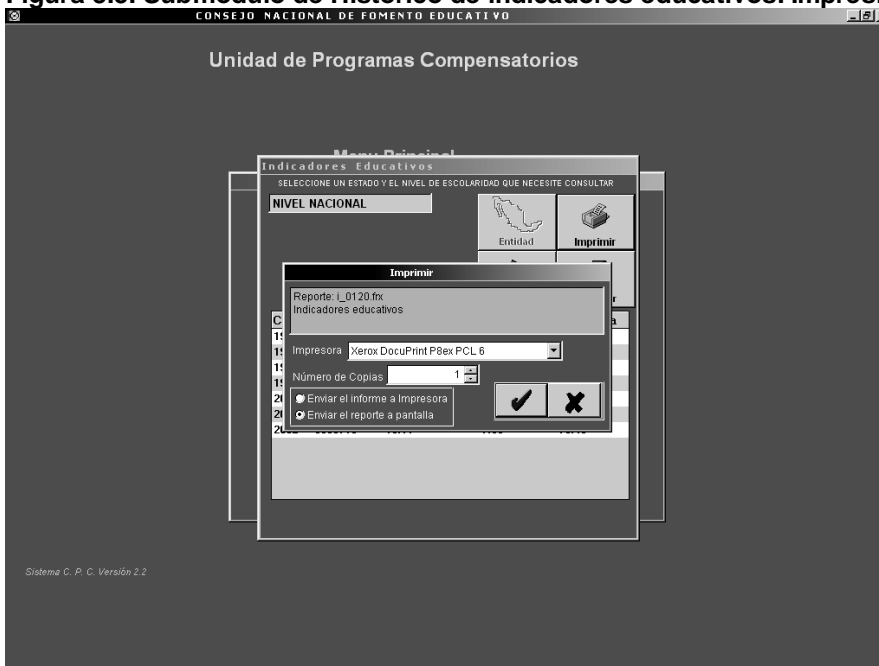 CONSEJO NACIONAL DE FOMENTO EDUCATIVO
Unidad de Programas Compensatorios
Menu Principal
Indicadores Educativos
SELECCIONE UN ESTADO Y EL NIVEL DE ESCOLARIDAD QUE NECESITE CONSULTAR
NIVEL NACIONAL
Entidad
Imprimir
Imprimir
Reporte: i_0120.frx
Indicadores educativos
Impresora Xerox DocuPrint P8ex PCL 6
Número de Copias 1
Enviar el informe a Impresora
Enviar el reporte a pantalla
Sistema C. P. C. Versión 2.2